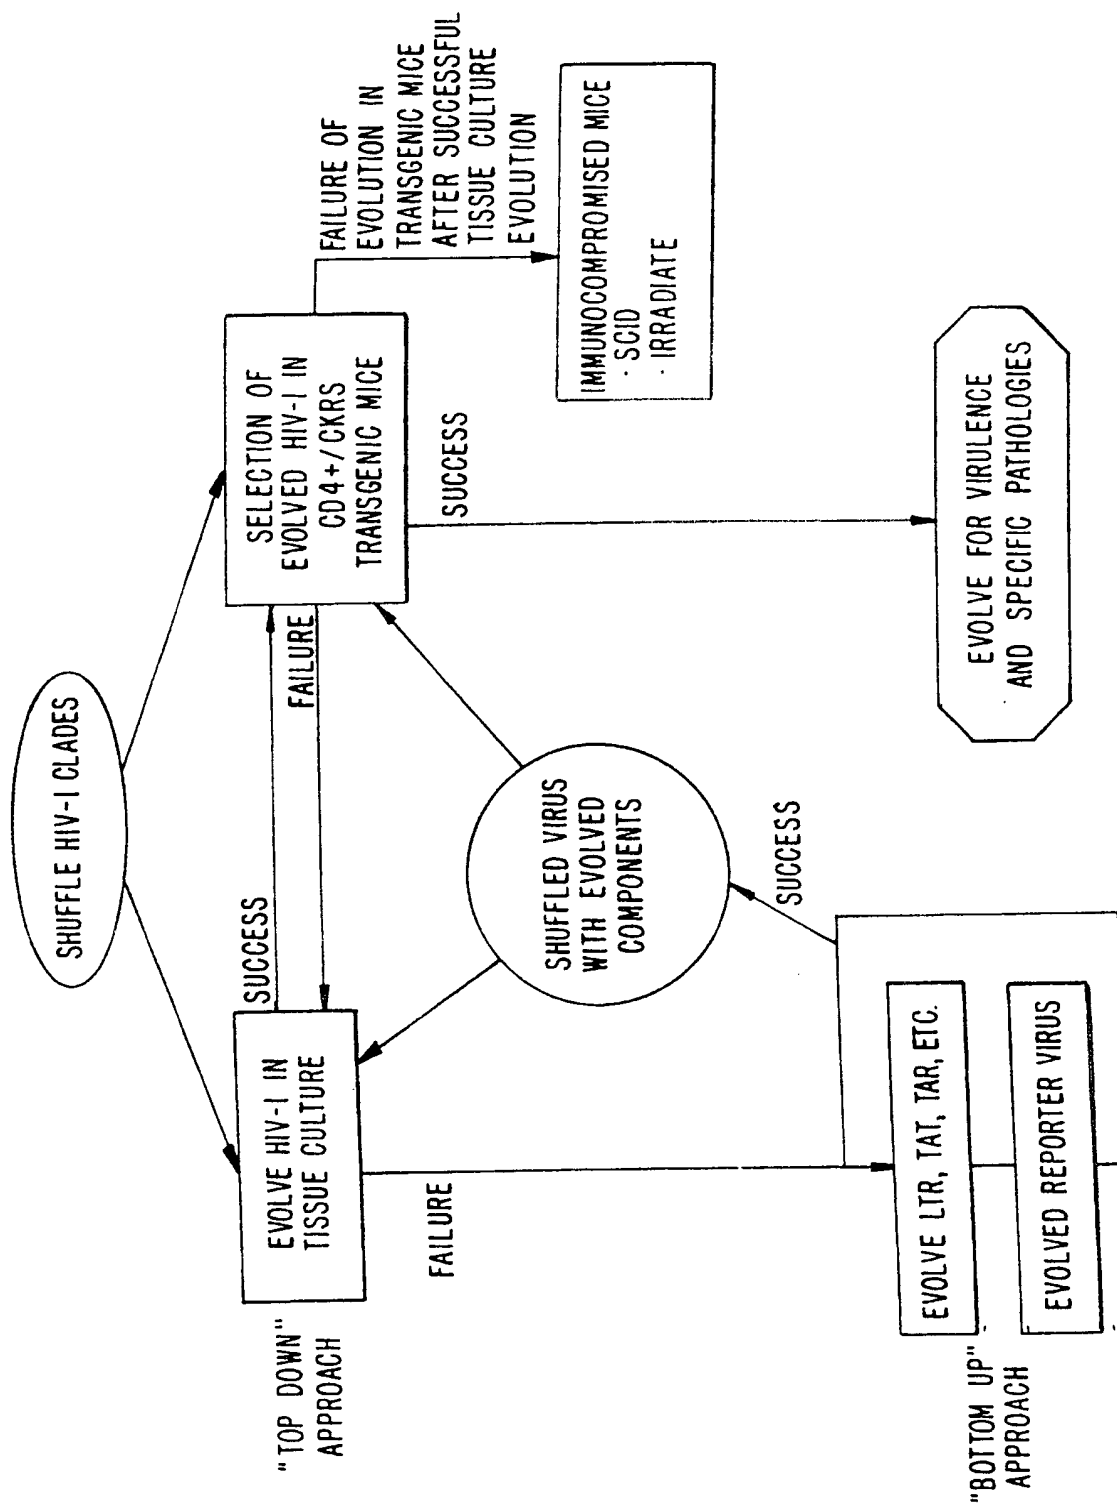 SHUFFLE HIV-1 CLADES
"TOP DOWN"
APPROACH
EVOLVE HIV-1 IN
TISSUE CULTURE
SUCCESS
FAILURE
SELECTION OF
EVOLVED HIV-1 IN
CD4+/CKRS
TRANSGENIC MICE
FAILURE OF
EVOLUTION IN
TRANSGENIC MICE
AFTER SUCCESSFUL
TISSUE CULTURE
EVOLUTION
FAILURE
SHUFFLED VIRUS
WITH EVOLVED
COMPONENTS
SUCCESS
IMMUNOCOMPROMISED MICE
· SCID
· IRRADIATE
SUCCESS
"BOTTOM UP"
APPROACH
EVOLVE LTR, TAT, TAR, ETC.
EVOLVED REPORTER VIRUS
EVOLVE FOR VIRULENCE
AND SPECIFIC PATHOLOGIES